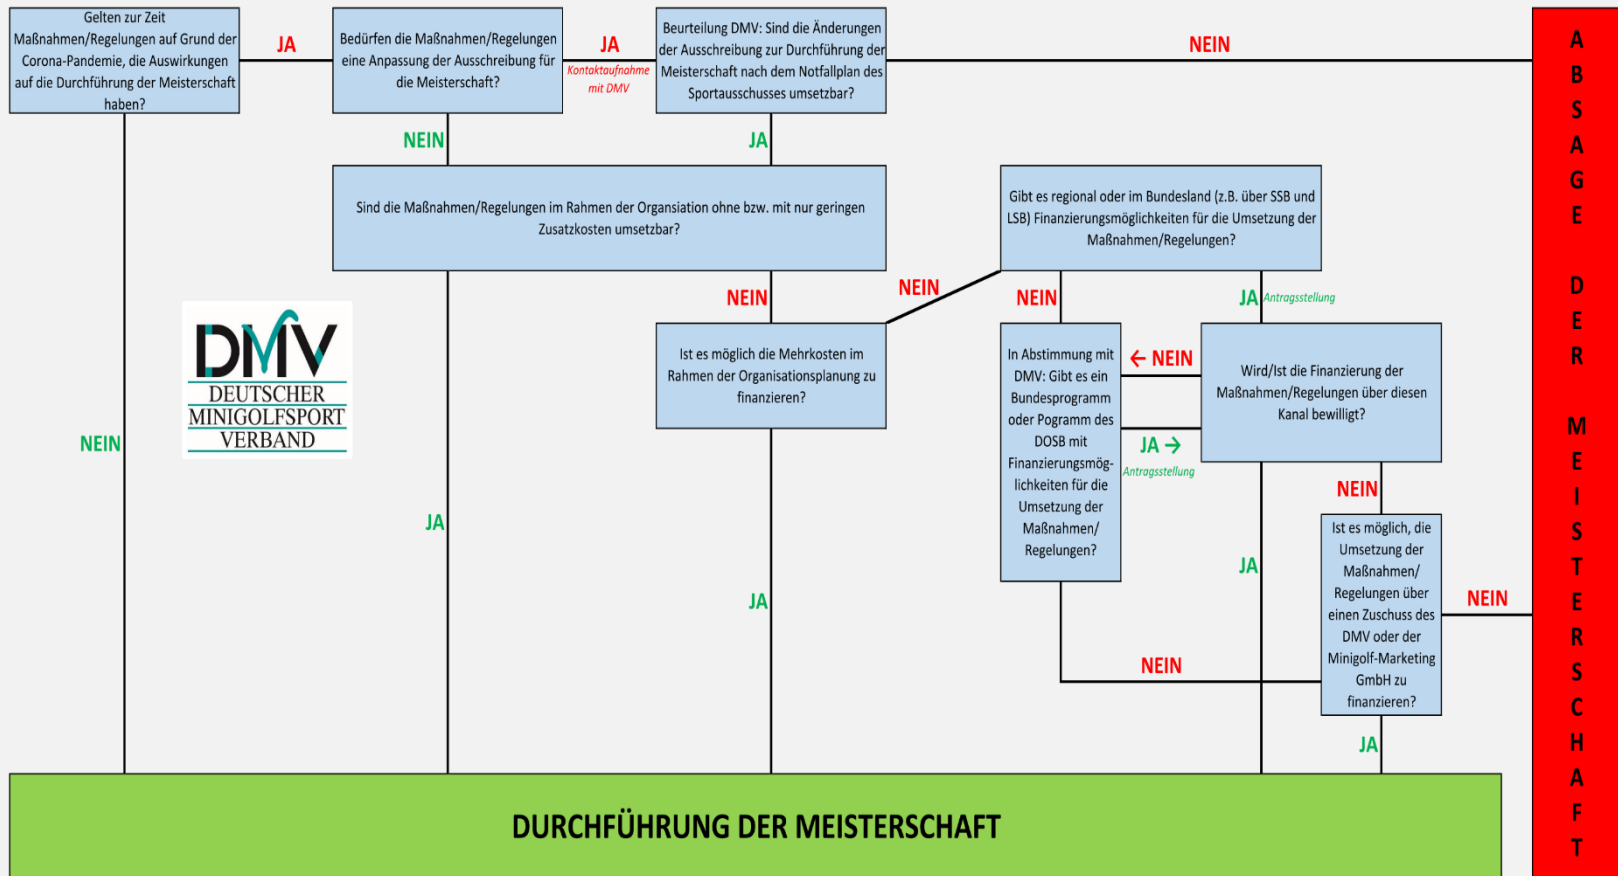 Gelten zur Zeit
Maßnahmen/Regelungen auf Grund der
Corona-Pandemie, die Auswirkungen
auf die Durchführung der Meisterschaft
haben?
JA
Bedürfen die Maßnahmen/Regelungen
eine Anpassung der Ausschreibung für
die Meisterschaft?
JA
Kontaktaufnahme
mit DMV
Beurteilung DMV: Sind die Änderungen
der Ausschreibung zur Durchführung der
Meisterschaft nach dem Notfallplan des
Sportausschusses umsetzbar?
NEIN
NEIN
JA
Sind die Maßnahmen/Regelungen im Rahmen der Organsiation ohne bzw. mit nur geringen
Zusatzkosten umsetzbar?
Gibt es regional oder im Bundesland (z.B. über SSB und
LSB) Finanzierungsmöglichkeiten für die Umsetzung der
Maßnahmen/Regelungen?
NEIN
NEIN
NEIN
JA
Antragsstellung
DMV
DEUTSCHER
MINIGOLFSPORT
VERBAND
Ist es möglich die Mehrkosten im
Rahmen der Organisationsplanung zu
finanzieren?
In Abstimmung mit
DMV: Gibt es ein
Bundesprogramm
oder Pogramm des
DOSB mit
Finanzierungsmög-
lichkeiten für die
Umsetzung der
Maßnahmen/
Regelungen?
← NEIN
JA →
Antragsstellung
Wird/Ist die Finanzierung der
Maßnahmen/Regelungen über diesen
Kanal bewilligt?
NEIN
NEIN
JA
JA
JA
Ist es möglich, die
Umsetzung der
Maßnahmen/
Regelungen über
einen Zuschuss des
DMV oder der
Minigolf-Marketing
GmbH zu
finanzieren?
NEIN
NEIN
JA
DURCHFÜHRUNG DER MEISTERSCHAFT
ABSAGE DER MEISTERSCHAFT